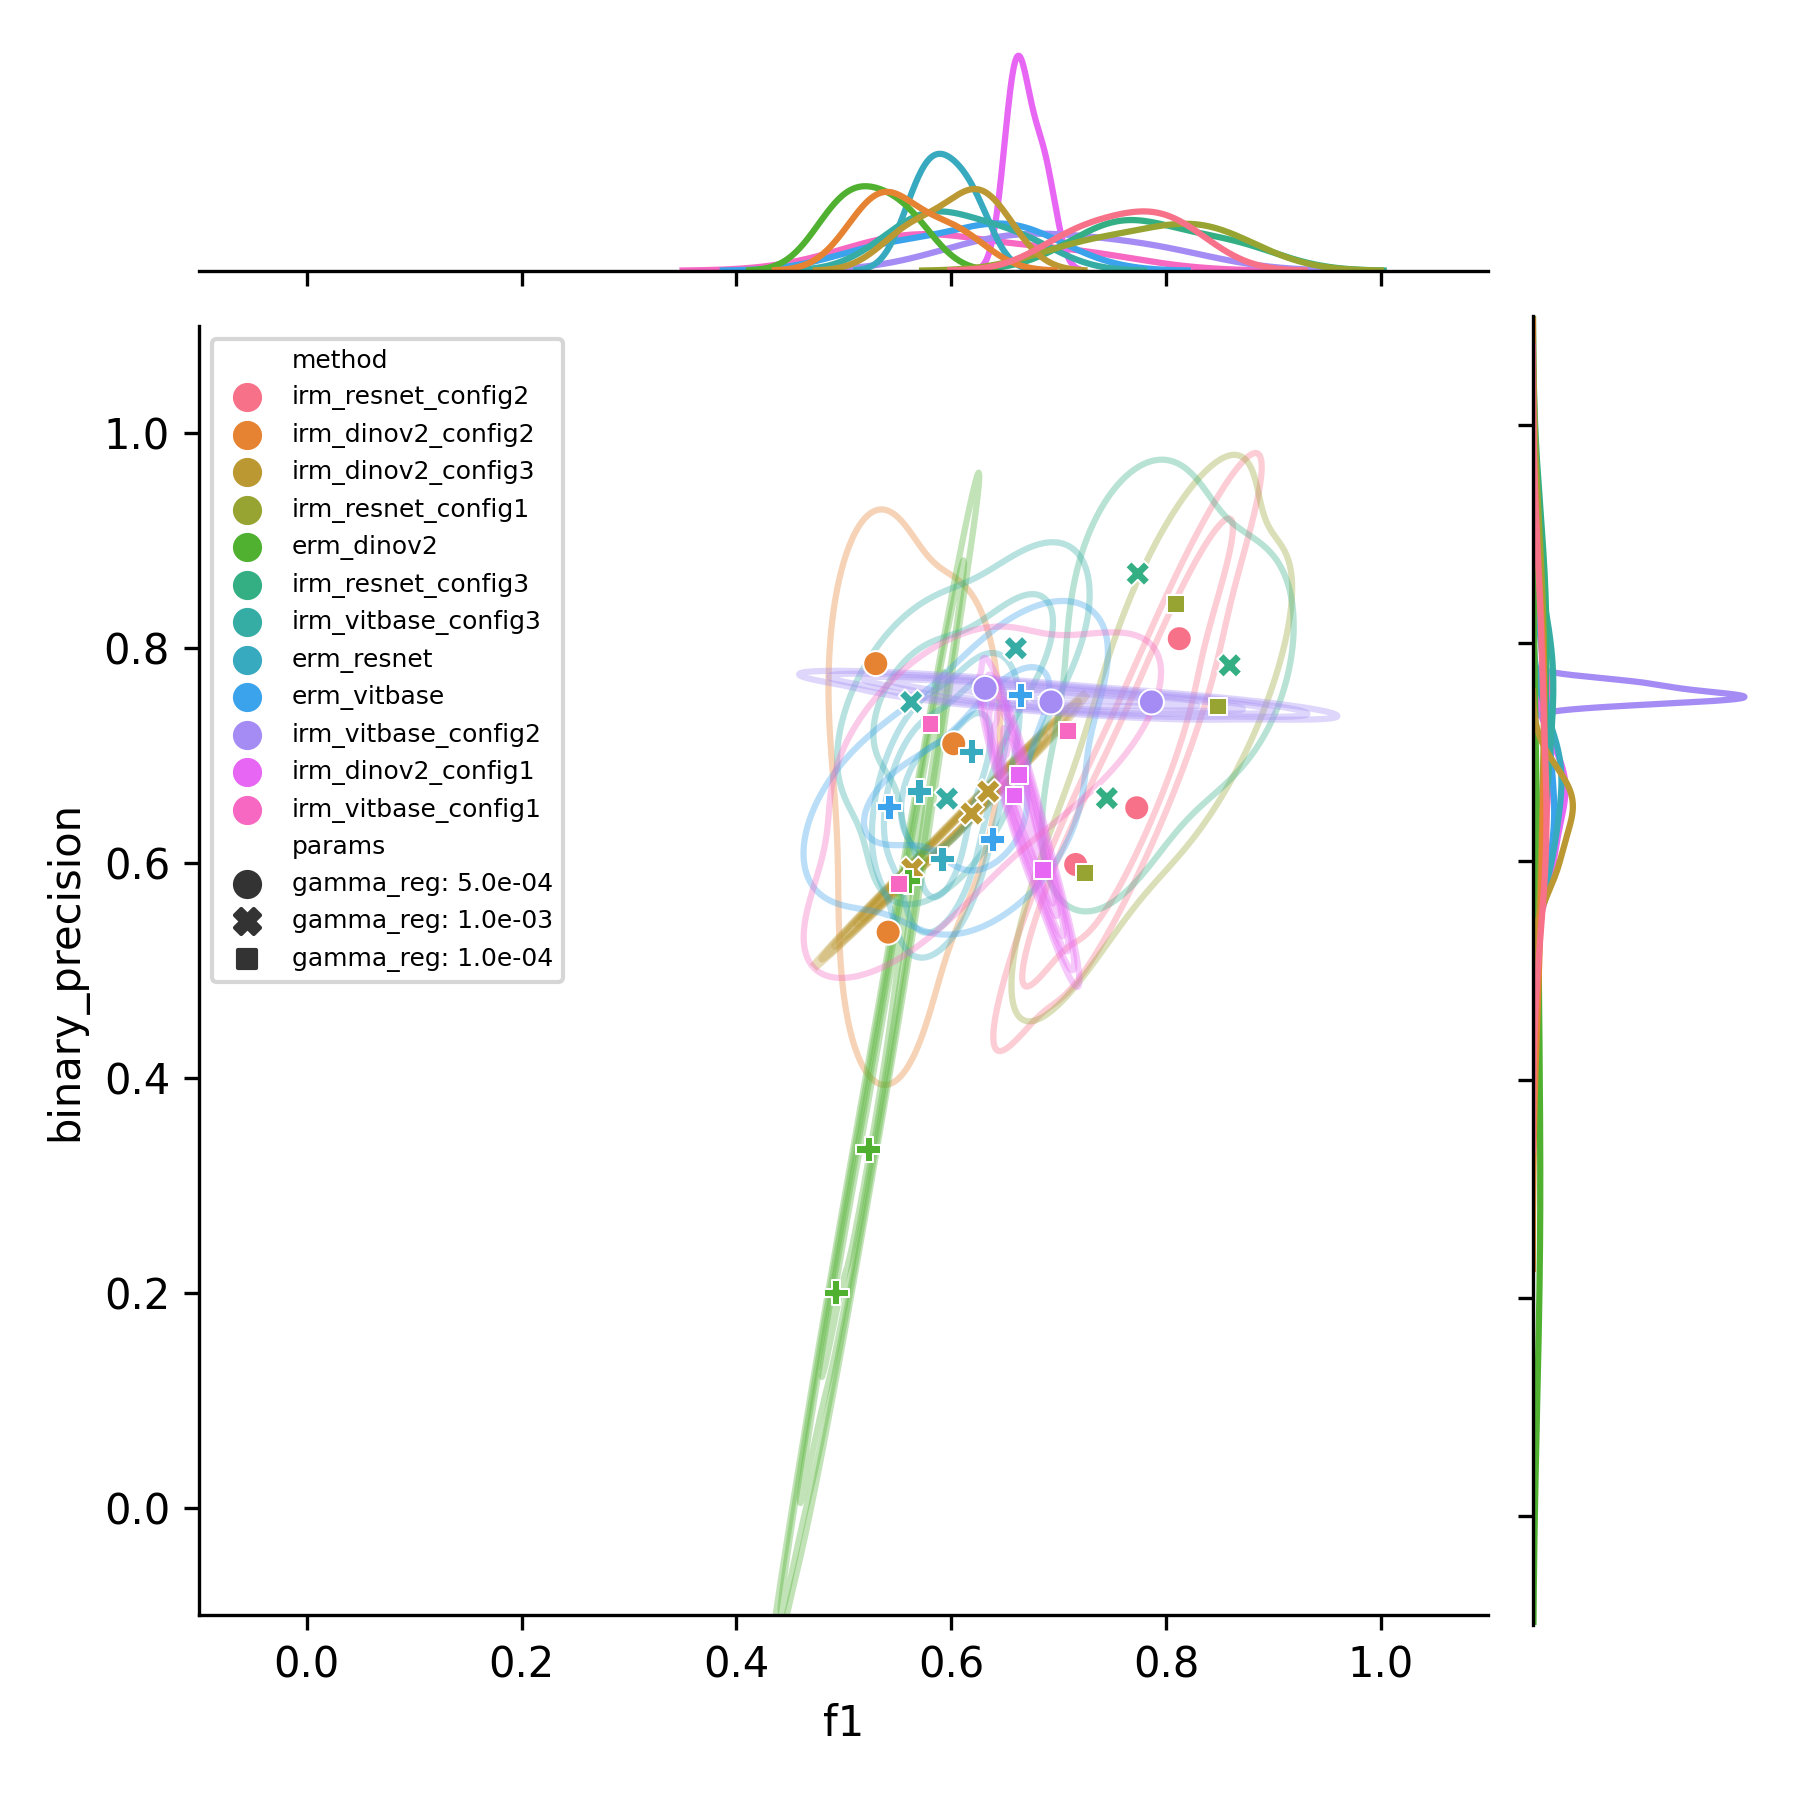 method
irm_resnet_config2
irm_dinov2_config2
irm_dinov2_config3
irm_resnet_config1
erm_dinov2
irm_resnet_config3
irm_vitbase_config3
erm_resnet
erm_vitbase
irm_vitbase_config2
irm_dinov2_config1
irm_vitbase_config1
params
gamma_reg: 5.0e-04
gamma_reg: 1.0e-03
gamma_reg: 1.0e-04
binary_precision
1.0
0.8
0.6
0.4
0.2
0.0
0.0 0.2 0.4 0.6 0.8 1.0
f1